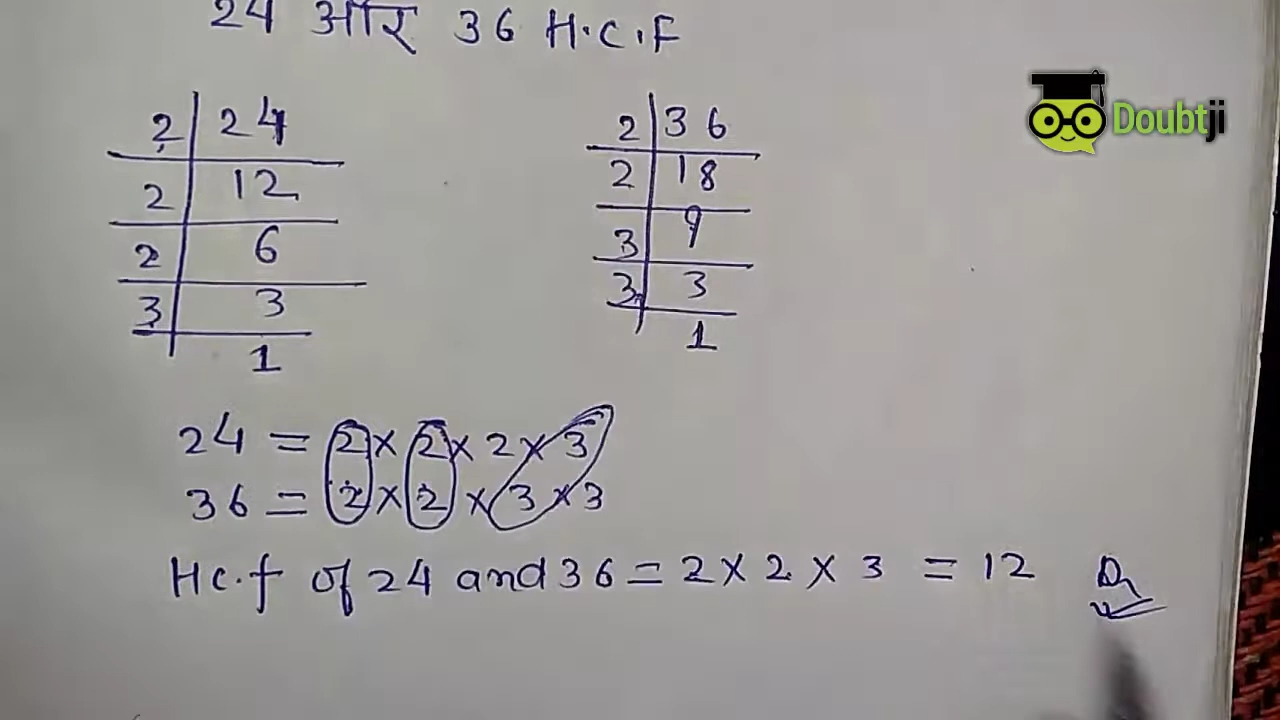 24 और 36 H.C.F
Doubtji
2 | 24
2 | 12
2 | 6
3 | 3
1
2 | 36
2 | 18
3 | 9
3 | 3
1
24 = 2 × 2 × 2 × 3
36 = 2 × 2 × 3 × 3
H.C.f of 24 and 36 = 2 × 2 × 3 = 12